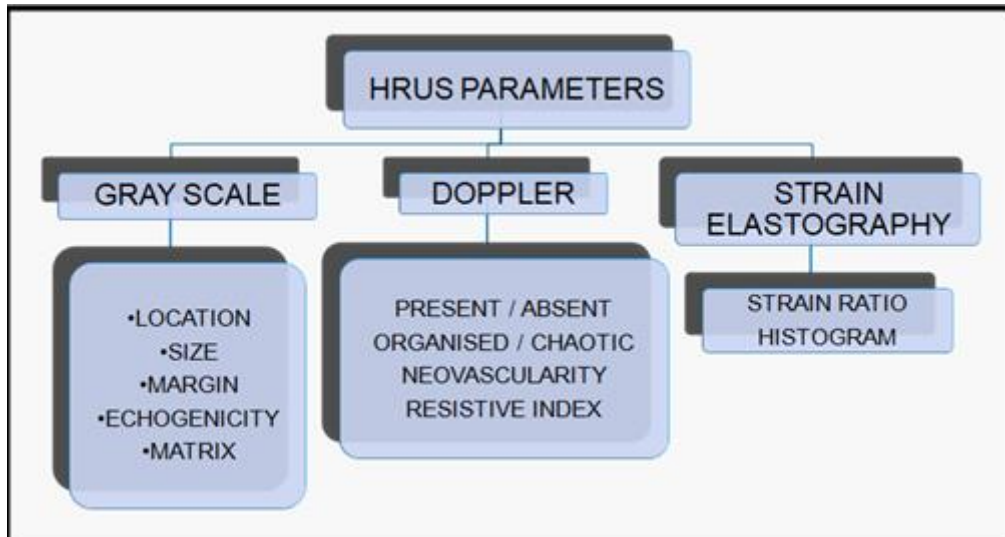 HRUS PARAMETERS
GRAY SCALE
•LOCATION
•SIZE
•MARGIN
•ECHOGENICITY
•MATRIX
DOPPLER
PRESENT / ABSENT
ORGANISED / CHAOTIC
NEOVASCULARITY
RESISTIVE INDEX
STRAIN
ELASTOGRAPHY
STRAIN RATIO
HISTOGRAM